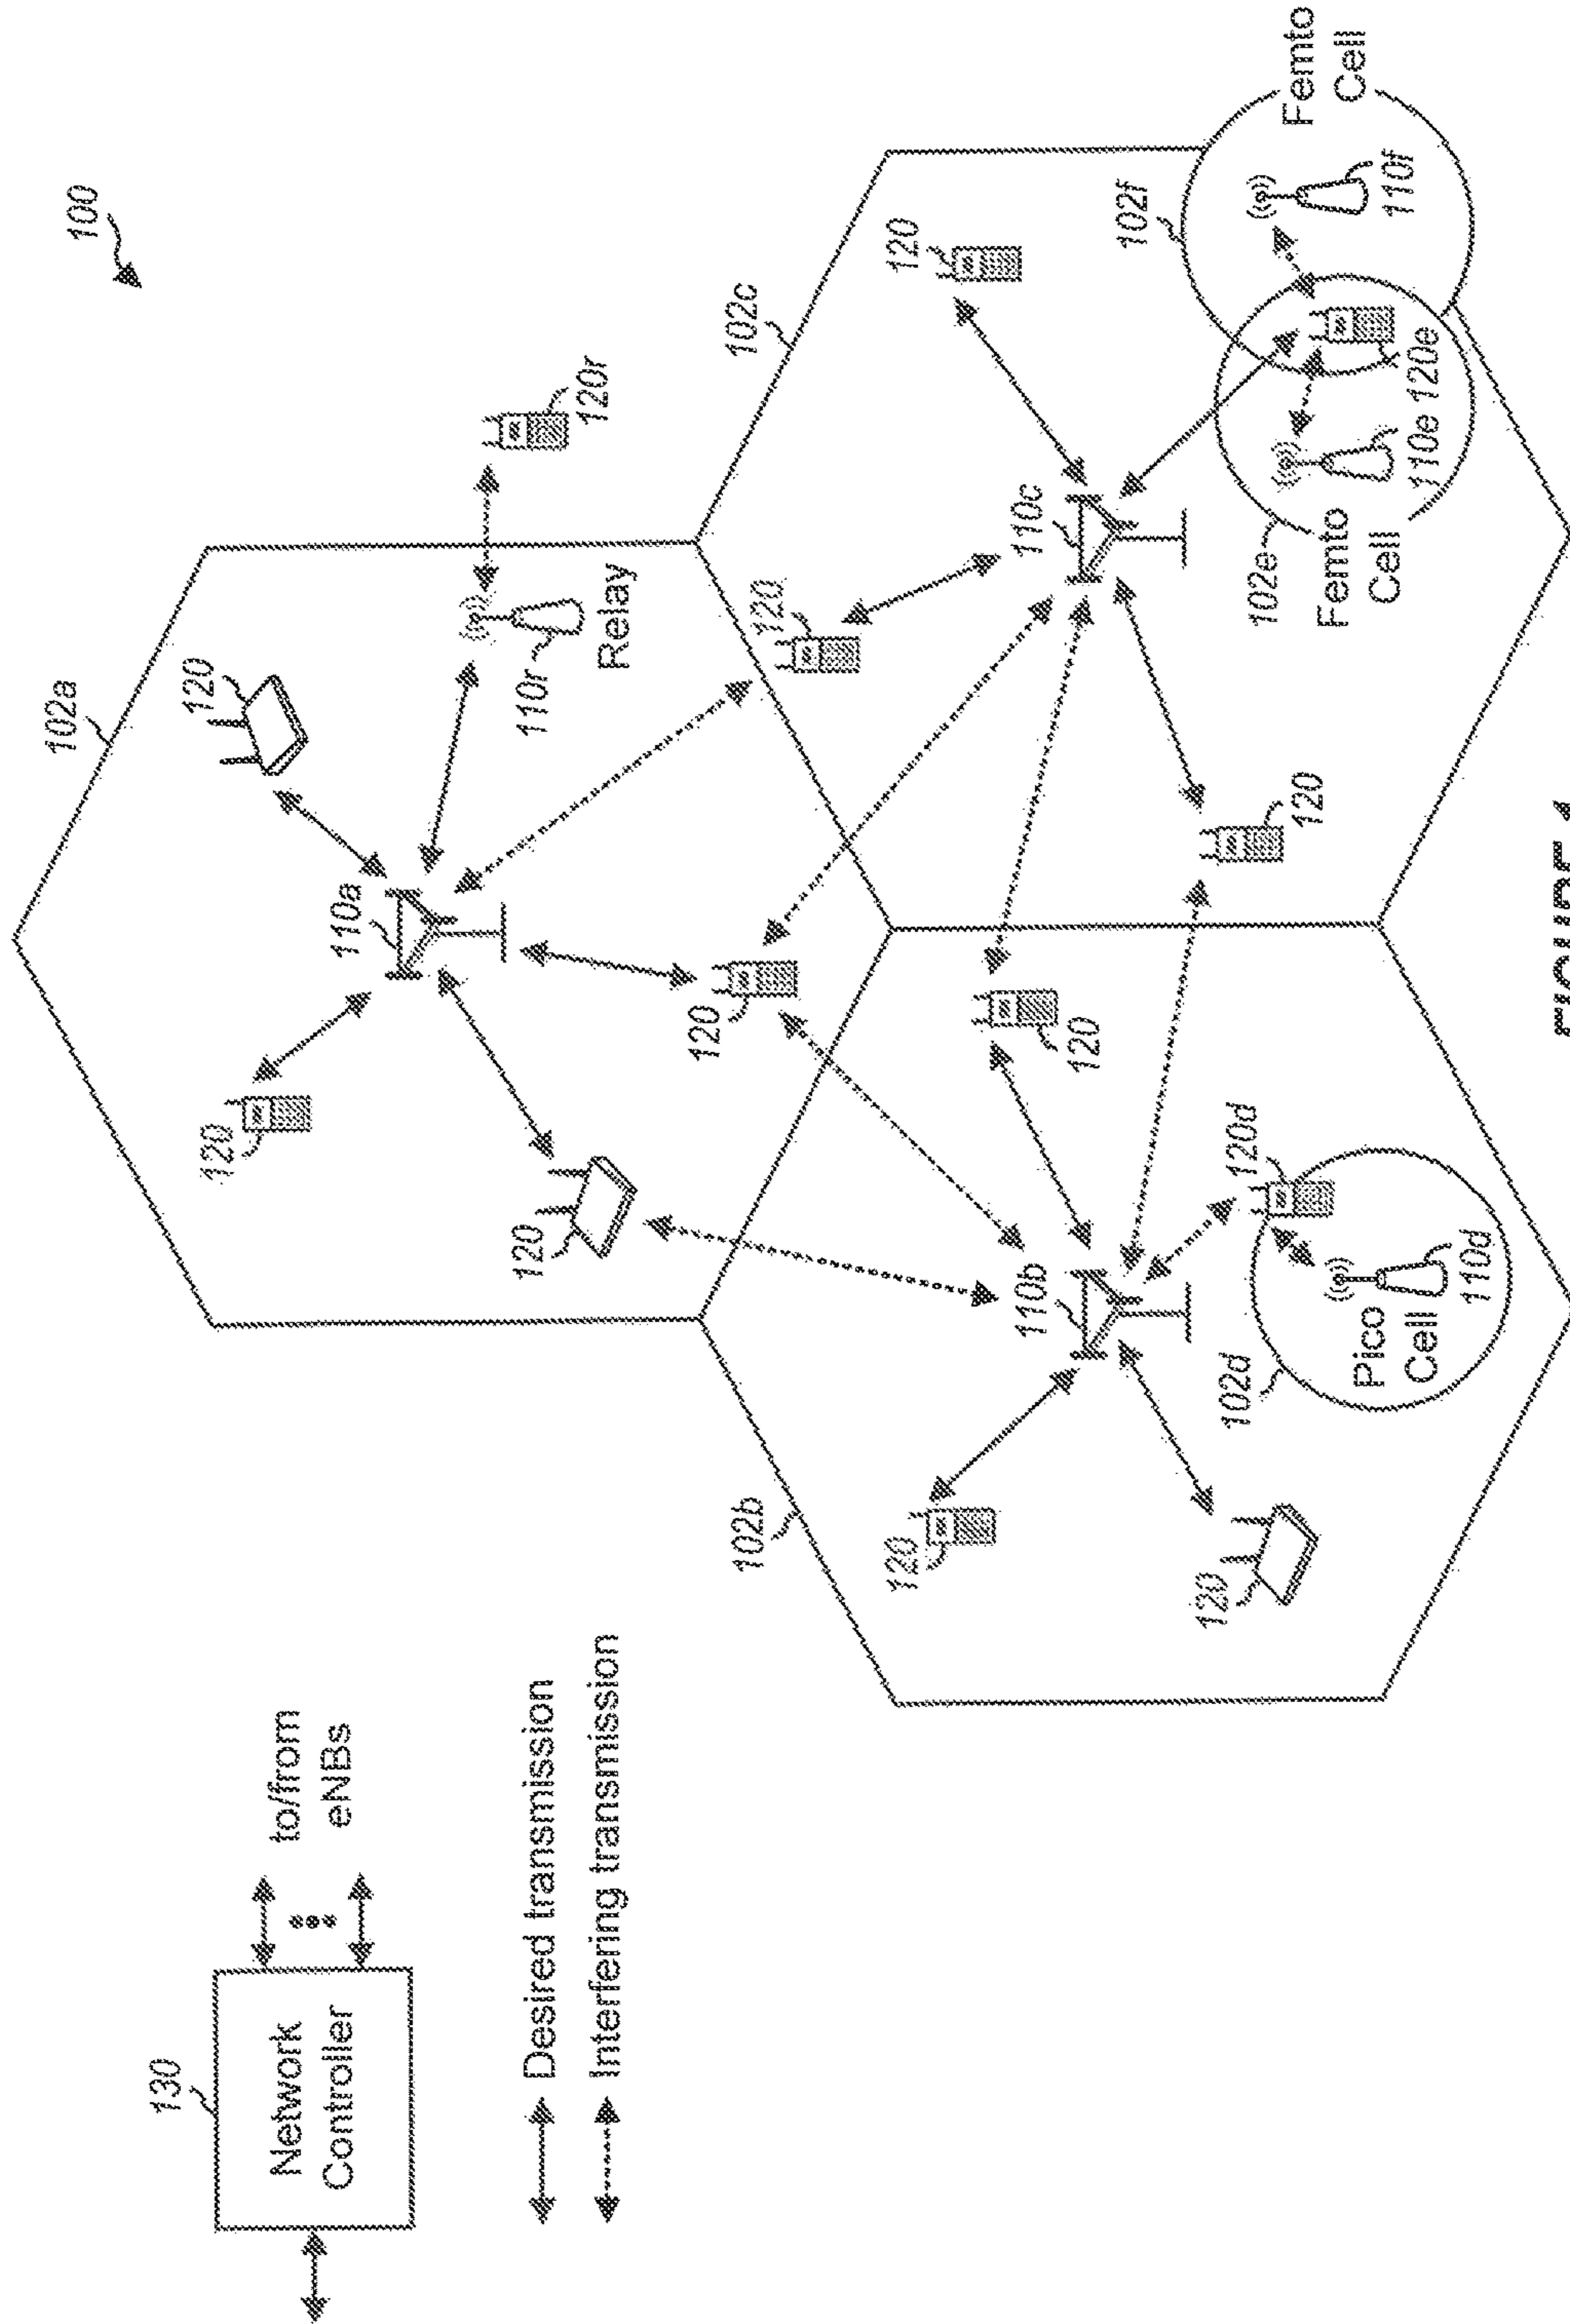 100
130
Network
Controller
to/from
eNBs
Desired transmission
Interfering transmission
102a
120
120
110a
120
120
110r
Relay
120r
102b
120
120
110b
120
120d
102d
Pico
Cell
110d
102c
120
120
110c
120
102f
Femto
Cell
110f
102e
Femto
Cell
110e
120e
FIGURE 1